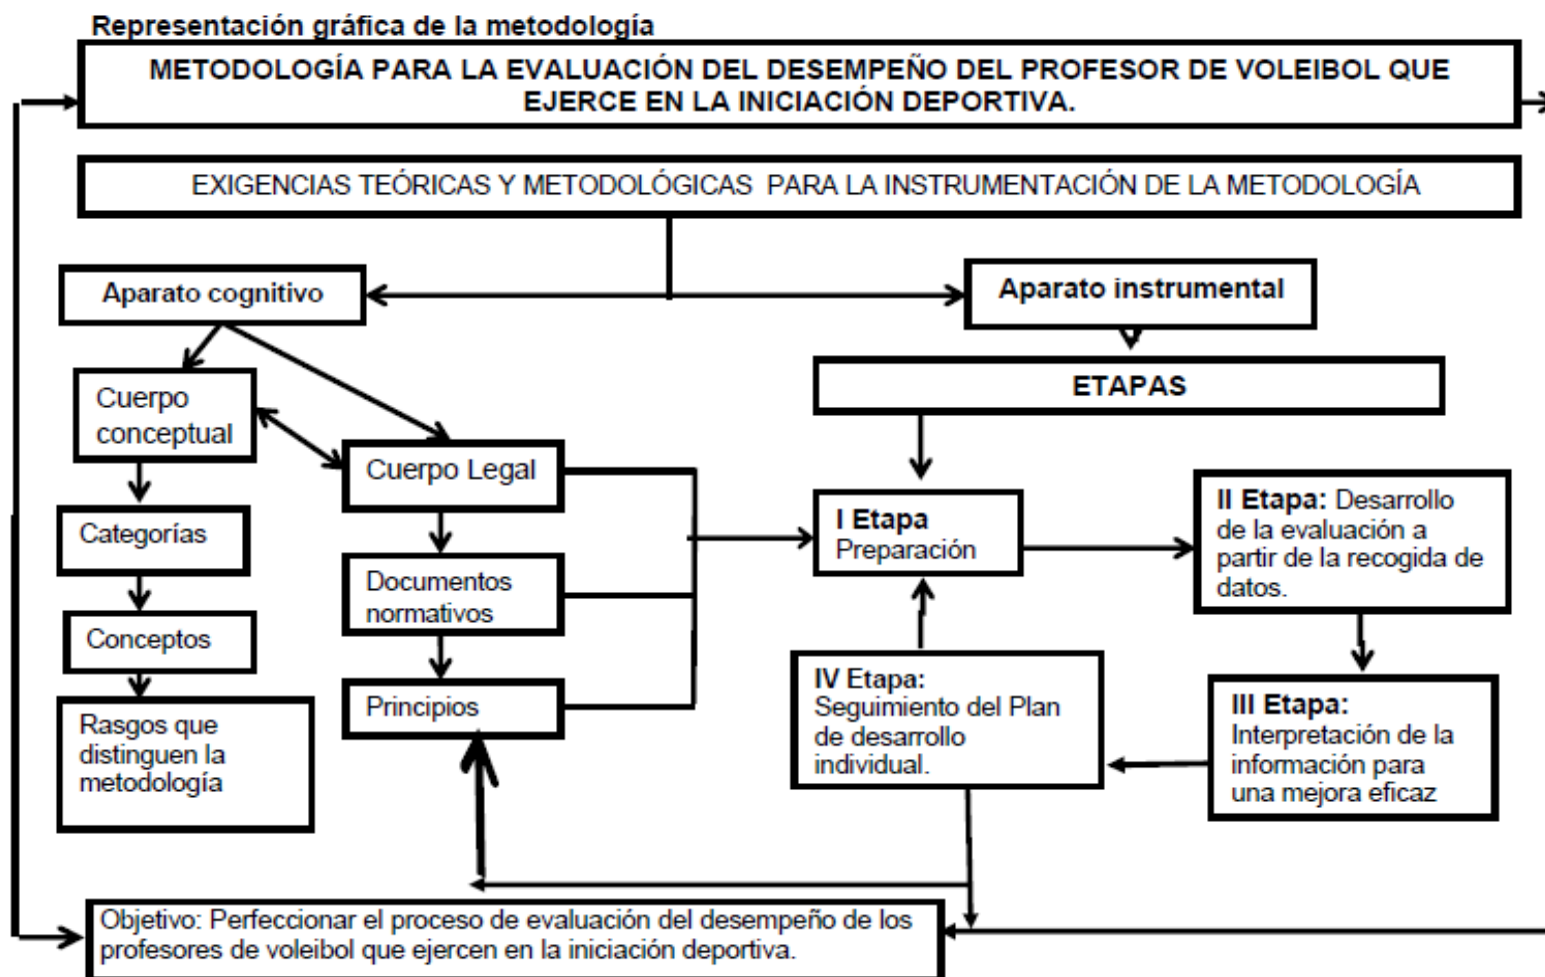 Representación gráfica de la metodología
METODOLOGÍA PARA LA EVALUACIÓN DEL DESEMPEÑO DEL PROFESOR DE VOLEIBOL QUE
EJERCE EN LA INICIACIÓN DEPORTIVA.
EXIGENCIAS TEÓRICAS Y METODOLÓGICAS PARA LA INSTRUMENTACIÓN DE LA METODOLOGÍA
Aparato cognitivo
Aparato instrumental
ETAPAS
Cuerpo
conceptual
Cuerpo Legal
Categorías
Documentos
normativos
Conceptos
Principios
Rasgos que
distinguen la
metodología
I Etapa
Preparación
II Etapa: Desarrollo
de la evaluación a
partir de la recogida de
datos.
IV Etapa:
Seguimiento del Plan
de desarrollo
individual.
III Etapa:
Interpretación de la
información para
una mejora eficaz
Objetivo: Perfeccionar el proceso de evaluación del desempeño de los
profesores de voleibol que ejercen en la iniciación deportiva.